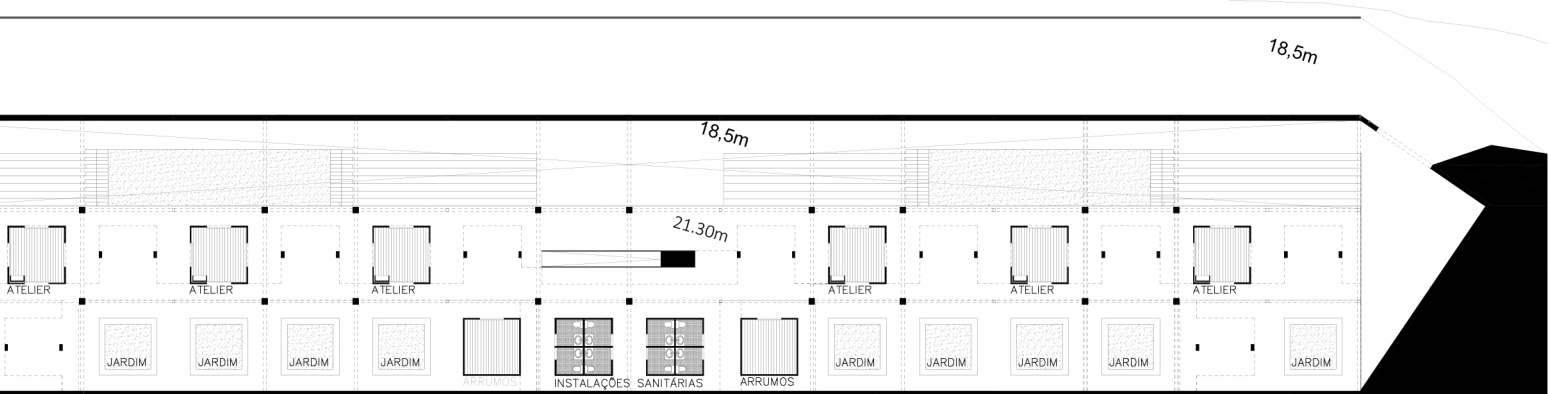 18,5m
18,5m
21.30m
ATELIER ATELIER ATELIER ATELIER ATELIER ATELIER
JARDIM JARDIM JARDIM JARDIM JARDIM JARDIM JARDIM JARDIM JARDIM
ARRUMOS INSTALAÇÕES SANITÁRIAS ARRUMOS